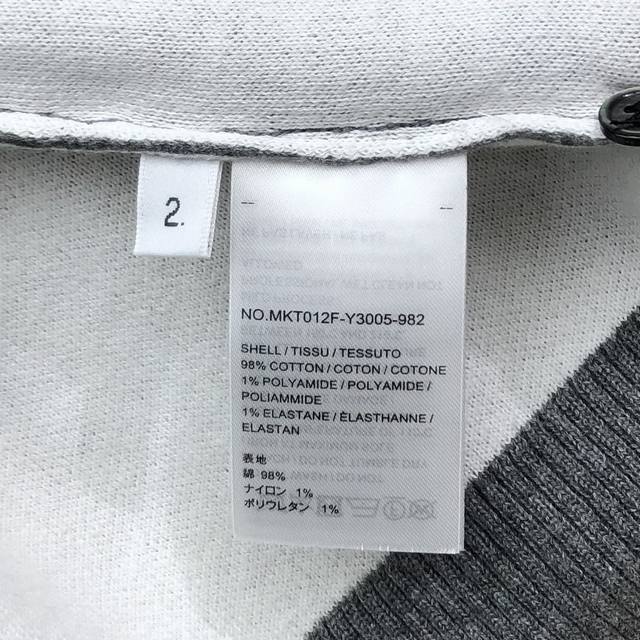 2.
NO.MKT012F-Y3005-982
SHELL / TISSU / TESSUTO
98% COTTON / COTON / COTONE
1% POLYAMIDE / POLYAMIDE /
POLIAMMIDE
1% ELASTANE / ÉLASTHANNE /
ELASTAN
表地
綿 98%
ナイロン 1%
ポリウレタン 1%